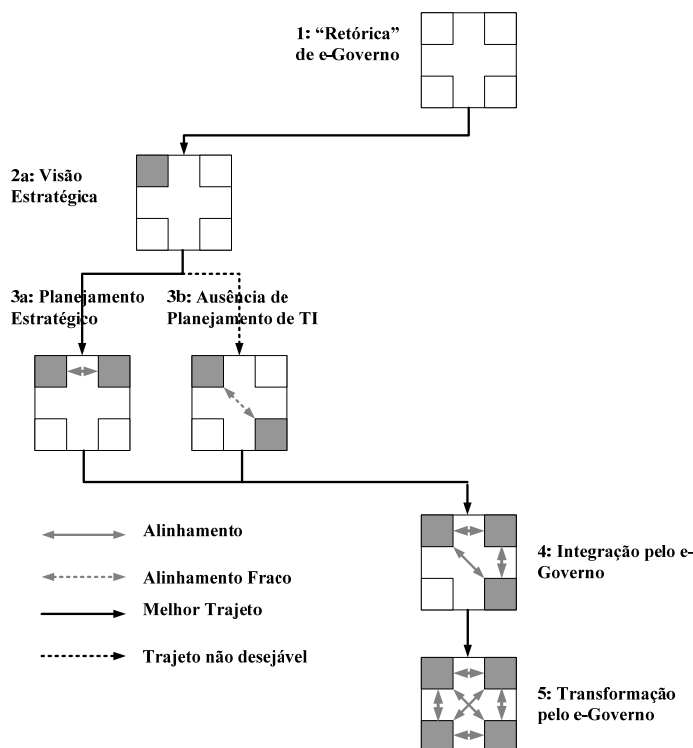 1: “Retórica”
de e-Governo
2a: Visão
Estratégica
3a: Planejamento
Estratégico
3b: Ausência de
Planejamento de TI
Alinhamento
Alinhamento Fraco
Melhor Trajeto
Trajeto não desejável
4: Integração pelo e-
Governo
5: Transformação
pelo e-Governo